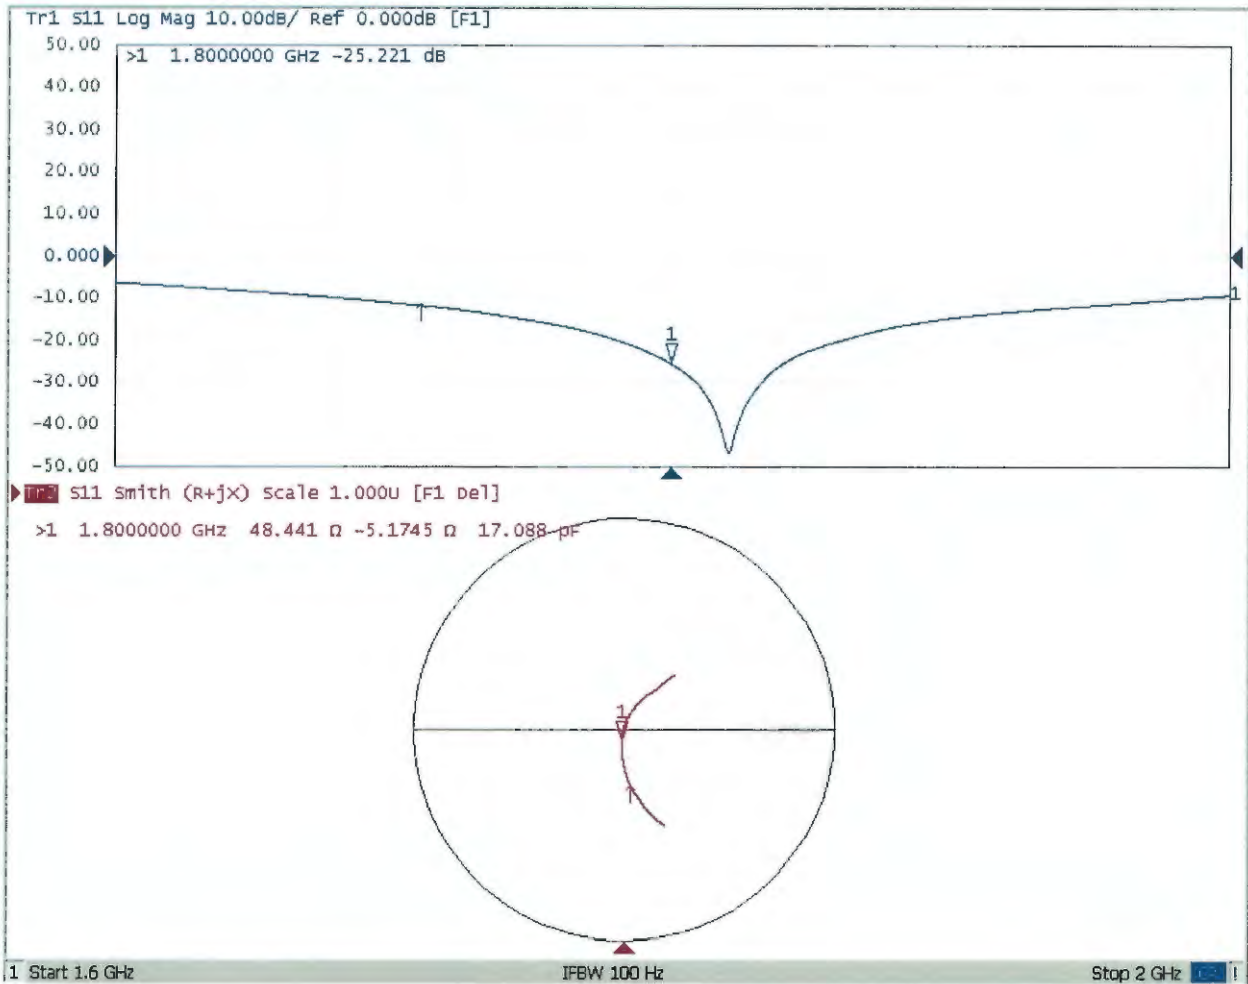 Tr1 S11 Log Mag 10.00dB/ Ref 0.000dB [F1]
50.00
>1 1.8000000 GHz -25.221 dB
40.00
30.00
20.00
10.00
0.000
-10.00
1
1
-20.00
-30.00
-40.00
-50.00
S11 Smith (R+jX) Scale 1.000U [F1 Del]
>1 1.8000000 GHz 48.441 Ω -5.1745 Ω 17.088 pF
1
1 Start 1.6 GHz IFBW 100 Hz Stop 2 GHz